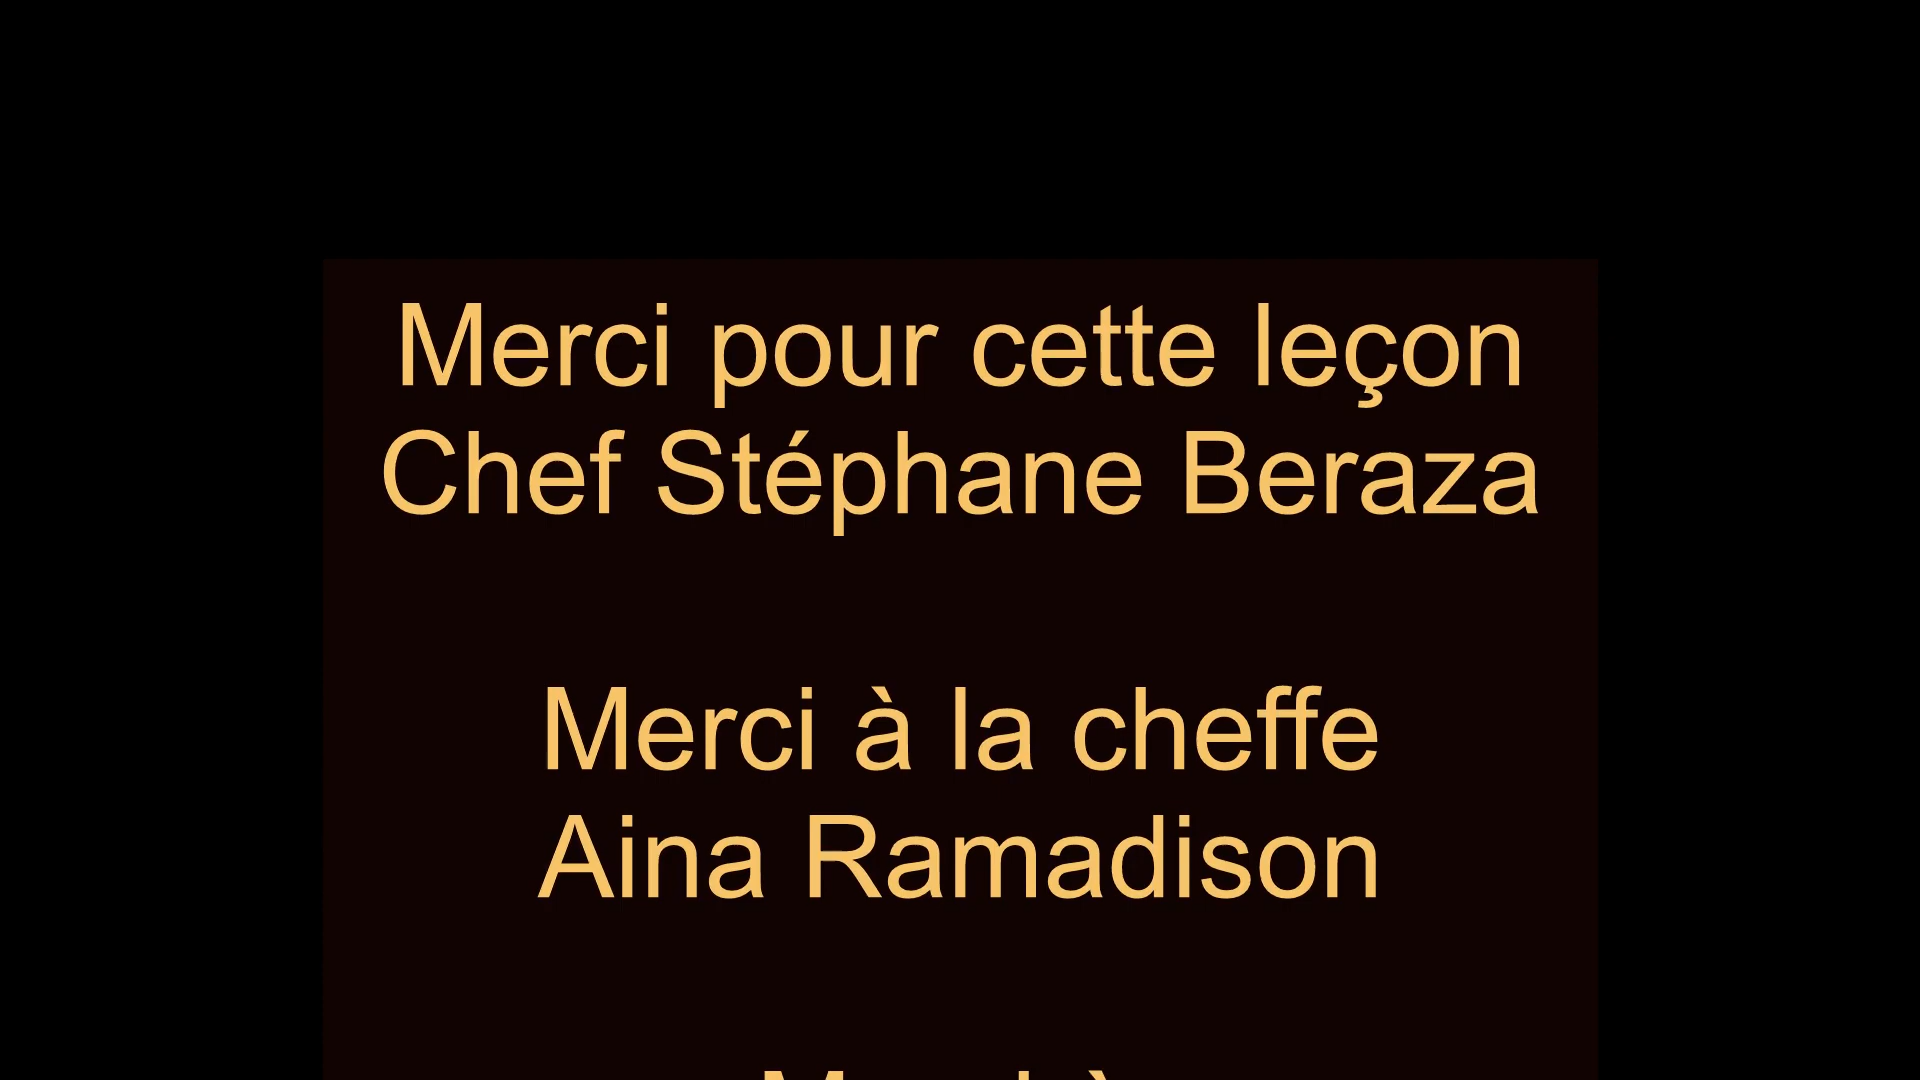 Merci pour cette leçon
Chef Stéphane Beraza
Merci à la cheffe
Aina Ramadison